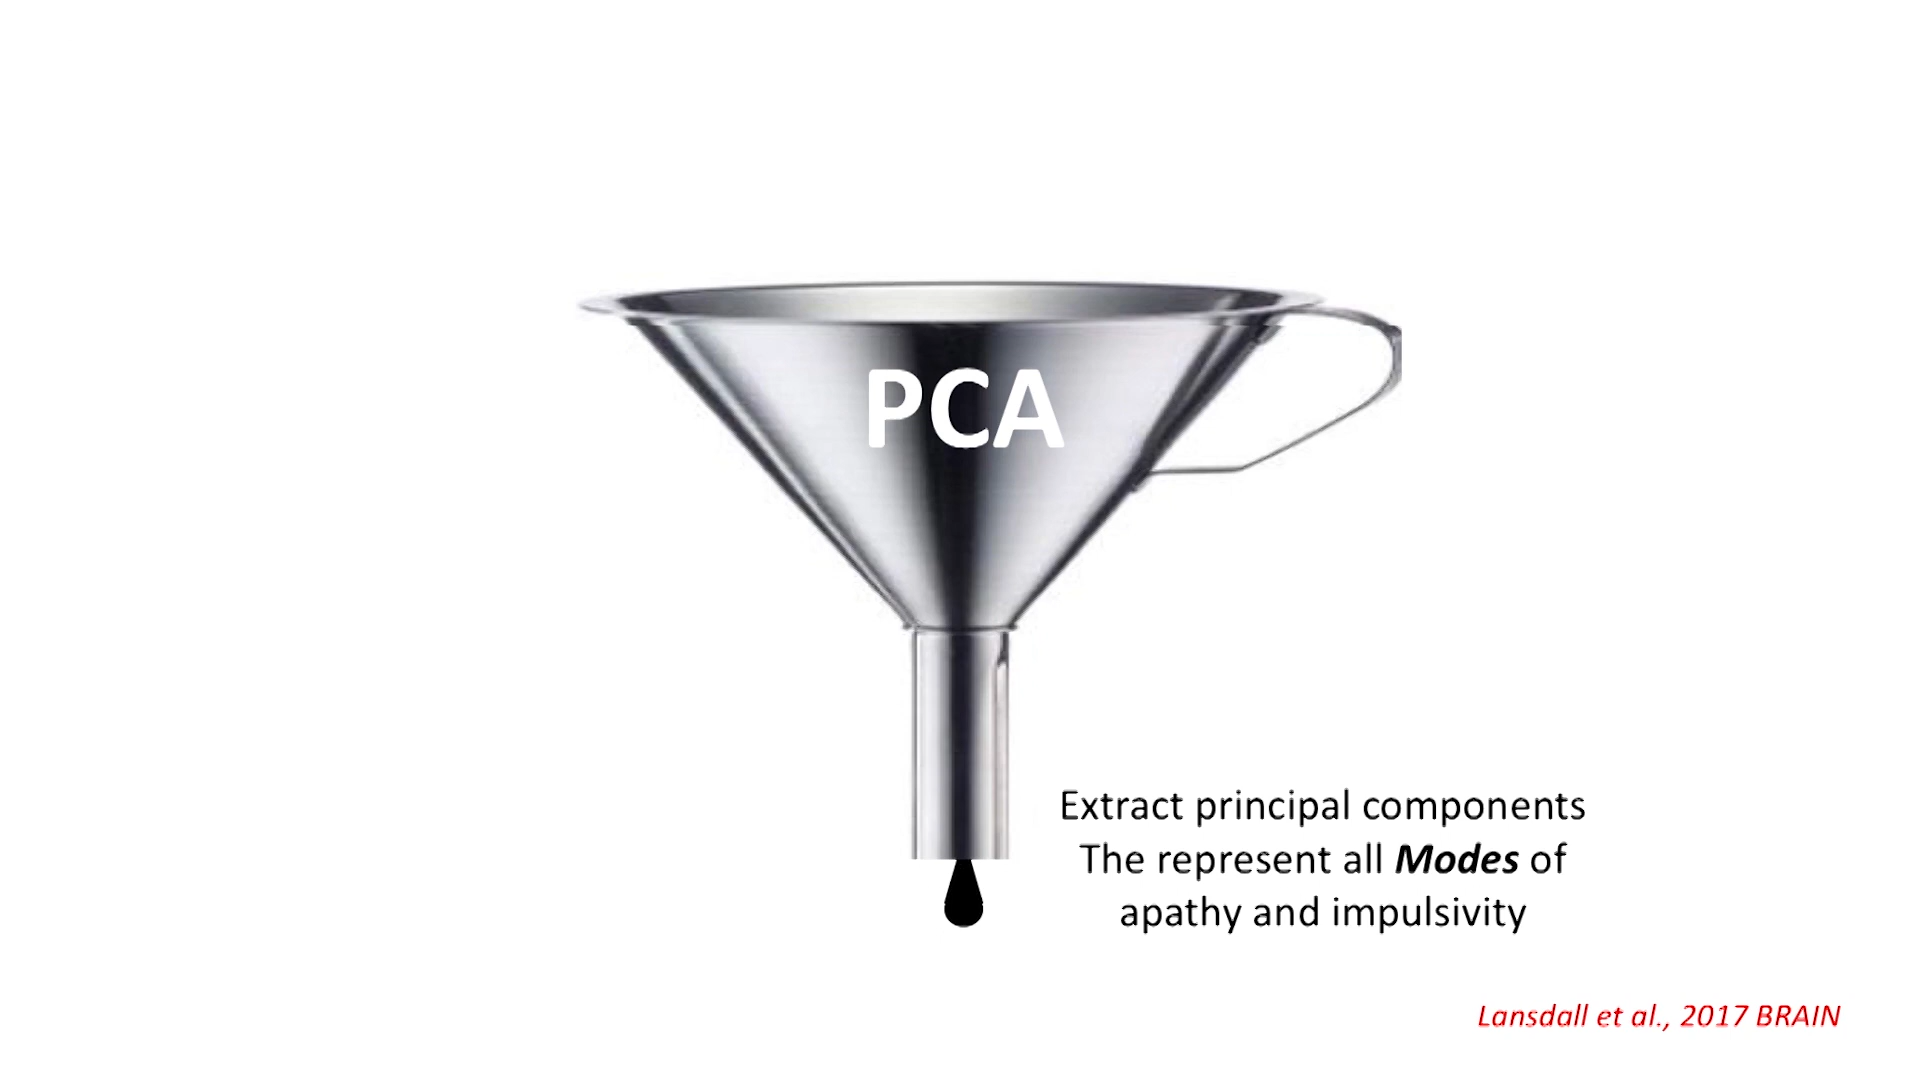 PCA
Extract principal components
The represent all Modes of
apathy and impulsivity
Lansdall et al., 2017 BRAIN